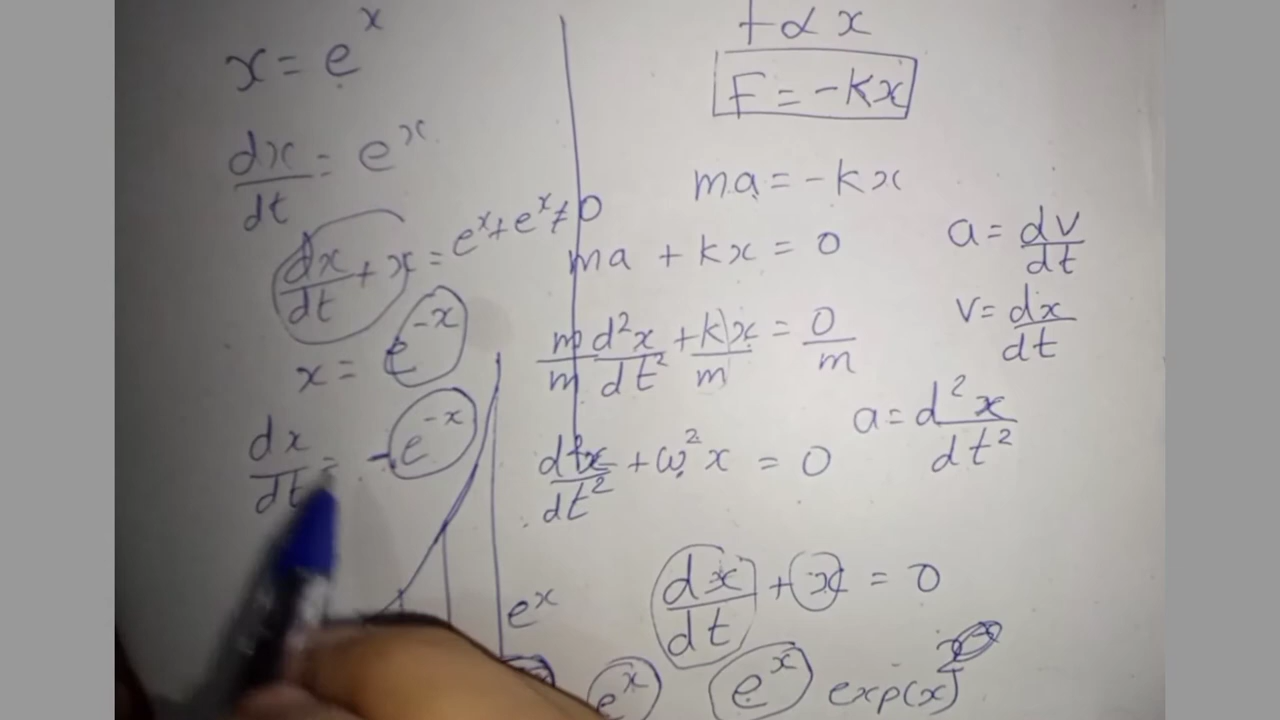 x = e^x
dx/dt = e^x
dx/dt + x = e^x + e^x ≠ 0
x = e^-x
dx/dt = -e^-x
F α x
F = -kx
ma = -kx
ma + kx = 0
a = dv/dt
v = dx/dt
m/m d²x/dt² + kx/m = 0/m
a = d²x/dt²
d²x/dt² + ω²x = 0
dx/dt + x = 0
e^x
e^x
e^x
exp(x)